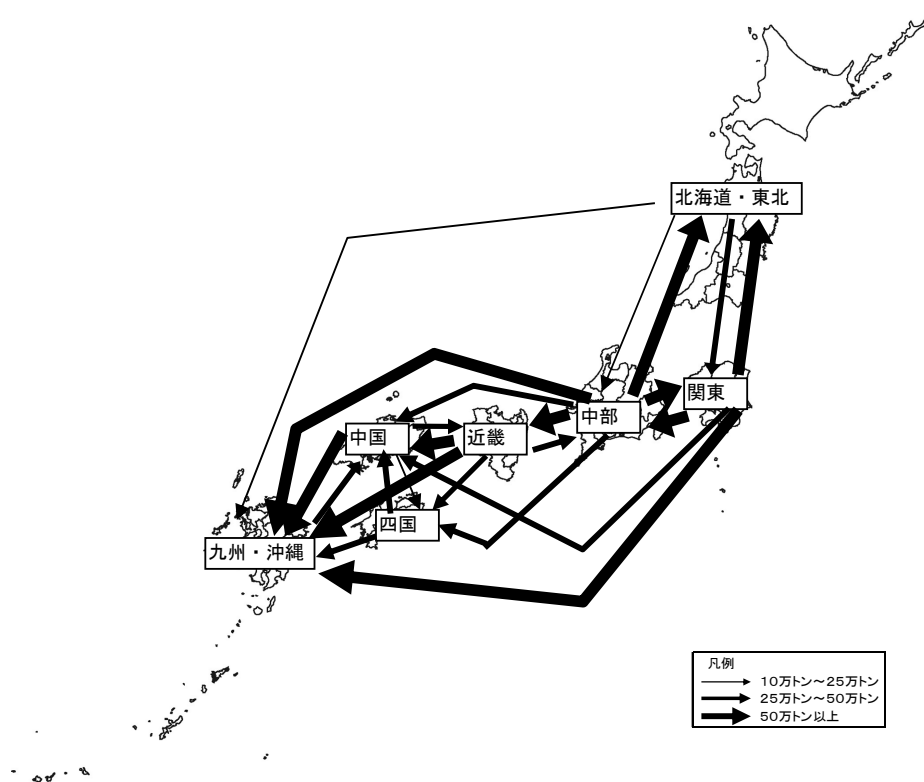 北海道・東北
関東
中部
近畿
中国
四国
九州・沖縄
凡例
10万トン～25万トン
25万トン～50万トン
50万トン以上